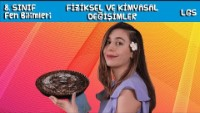 8. SINIF
Fen Bilimleri
FİZİKSEL VE KİMYASAL
DEĞİŞİMLER
LGS